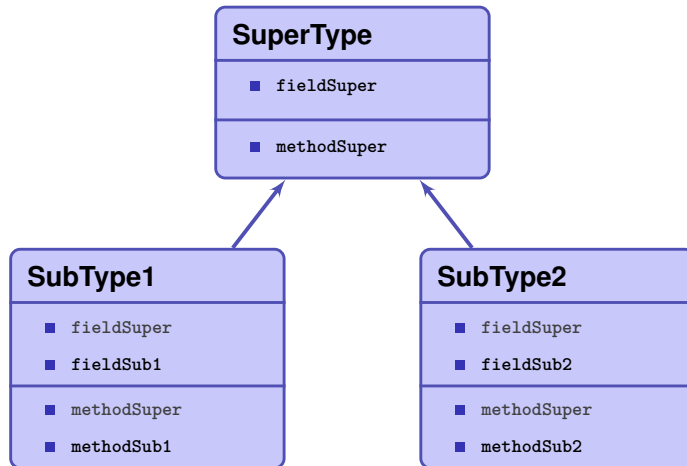 SuperType
fieldSuper
methodSuper
SubType1
fieldSuper
fieldSub1
methodSuper
methodSub1
SubType2
fieldSuper
fieldSub2
methodSuper
methodSub2